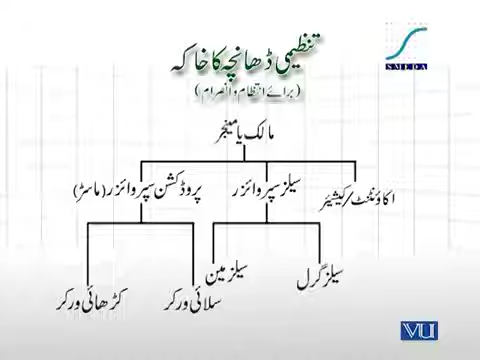 تنظیمی ڈھانچہ کا خاکہ
(برائے انتظام و انصرام)
SMEDA
مالک یا مینجر
اکاؤنٹنٹ/کیشیئر
سیلز سپروائزر
پروڈکشن سپروائزر (ماسٹر)
سیلز گرل
سیلز مین
سلائی ورکر
کڑھائی ورکر
VU